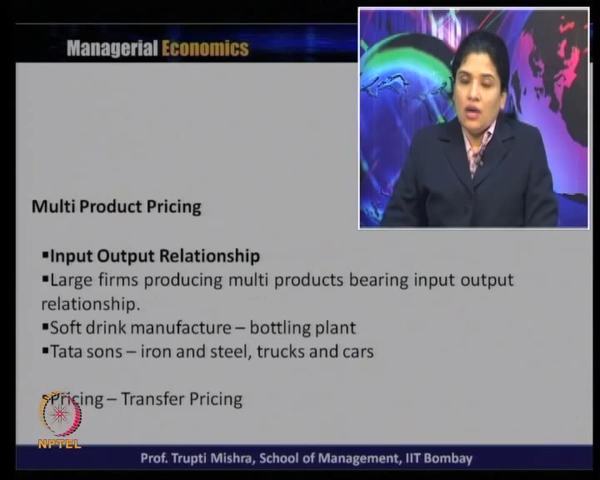 Managerial Economics
Multi Product Pricing
▪Input Output Relationship
▪Large firms producing multi products bearing input output
relationship.
▪Soft drink manufacture – bottling plant
▪Tata sons – iron and steel, trucks and cars
▪Pricing – Transfer Pricing
NPTEL
Prof. Trupti Mishra, School of Management, IIT Bombay